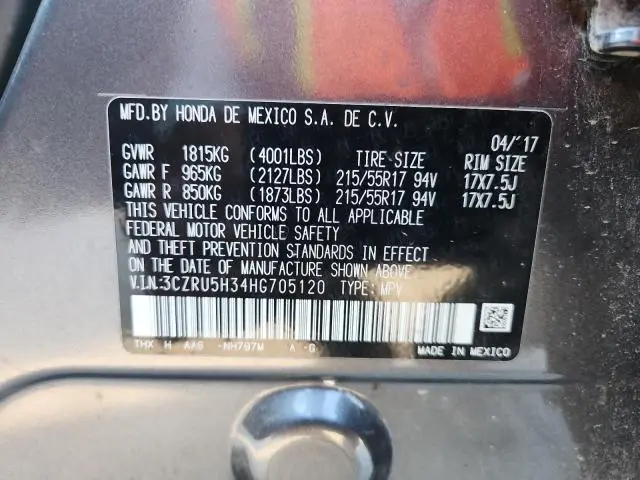 MFD.BY HONDA DE MEXICO S.A. DE C.V.
04/'17
GVWR 1815KG (4001LBS) TIRE SIZE RIM SIZE
GAWR F 965KG (2127LBS) 215/55R17 94V 17X7.5J
GAWR R 850KG (1873LBS) 215/55R17 94V 17X7.5J
THIS VEHICLE CONFORMS TO ALL APPLICABLE
FEDERAL MOTOR VEHICLE SAFETY
AND THEFT PREVENTION STANDARDS IN EFFECT
ON THE DATE OF MANUFACTURE SHOWN ABOVE
V.I.N:3CZRU5H34HG705120 TYPE: MPV
THX H AA6 -NH797M A -G
MADE IN MEXICO